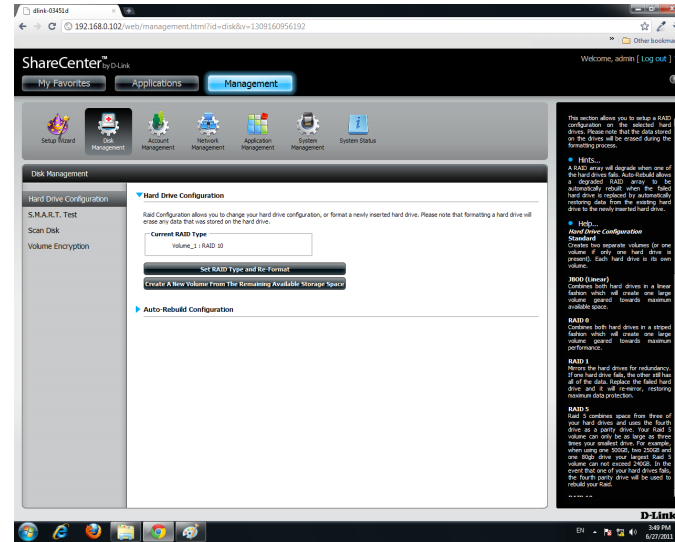 dlink-03451d
192.168.0.102/web/management.html?id=disk&v=1309160956192
Other bookmar
ShareCenter™ by D-Link
Welcome, admin [ Log out ]
My Favorites
Applications
Management
Setup Wizard
Disk Management
Account Management
Network Management
Application Management
System Management
System Status
Disk Management
Hard Drive Configuration
S.M.A.R.T. Test
Scan Disk
Volume Encryption
Hard Drive Configuration
Raid Configuration allows you to change your hard drive configuration, or format a newly inserted hard drive. Please note that formatting a hard drive will
erase any data that was stored on the hard drive.
Current RAID Type
Volume_1 : RAID 10
Set RAID Type and Re-Format
Create A New Volume From The Remaining Available Storage Space
Auto-Rebuild Configuration
This section allows you to setup a RAID
configuration on the selected hard
drives. Please note that the data stored
on the drives will be erased during the
formatting process.
Hints...
A RAID array will degrade when one of
the hard drives fails. Auto-Rebuild allows
a degraded RAID array to be
automatically rebuilt when the failed
hard drive is replaced by automatically
restoring data from the existing hard
drive to the newly inserted hard drive.
Help...
Hard Drive Configuration
Standard
Creates two separate volumes (or one
volume if only one hard drive is
present). Each hard drive is its own
volume.
JBOD (Linear)
Combines both hard drives in a linear
fashion which will create one large
volume geared towards maximum
available space.
RAID 0
Combines both hard drives in a striped
fashion which will create one large
volume geared towards maximum
performance.
RAID 1
Mirrors the hard drives for redundancy.
If one hard drive fails, the other still has
all of the data. Replace the failed hard
drive and it will re-mirror, restoring
maximum data protection.
RAID 5
Raid 5 combines space from three of
your hard drives and uses the fourth
drive as a parity drive. Your Raid 5
volume can only be as large as three
times your smallest drive. For example,
when using one 500GB, two 250GB and
one 80gb drive your largest Raid 5
volume can not exceed 240GB. In the
event that one of your hard drives fails,
the fourth parity drive will be used to
rebuild your Raid.
D-Link
EN
3:49 PM
6/27/2011